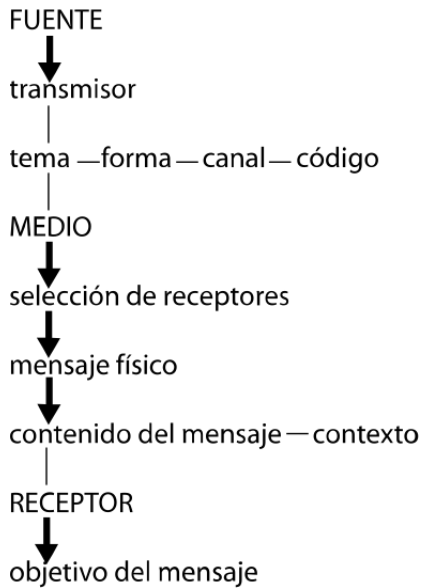 FUENTE
transmisor
tema — forma — canal — código
MEDIO
selección de receptores
mensaje físico
contenido del mensaje — contexto
RECEPTOR
objetivo del mensaje